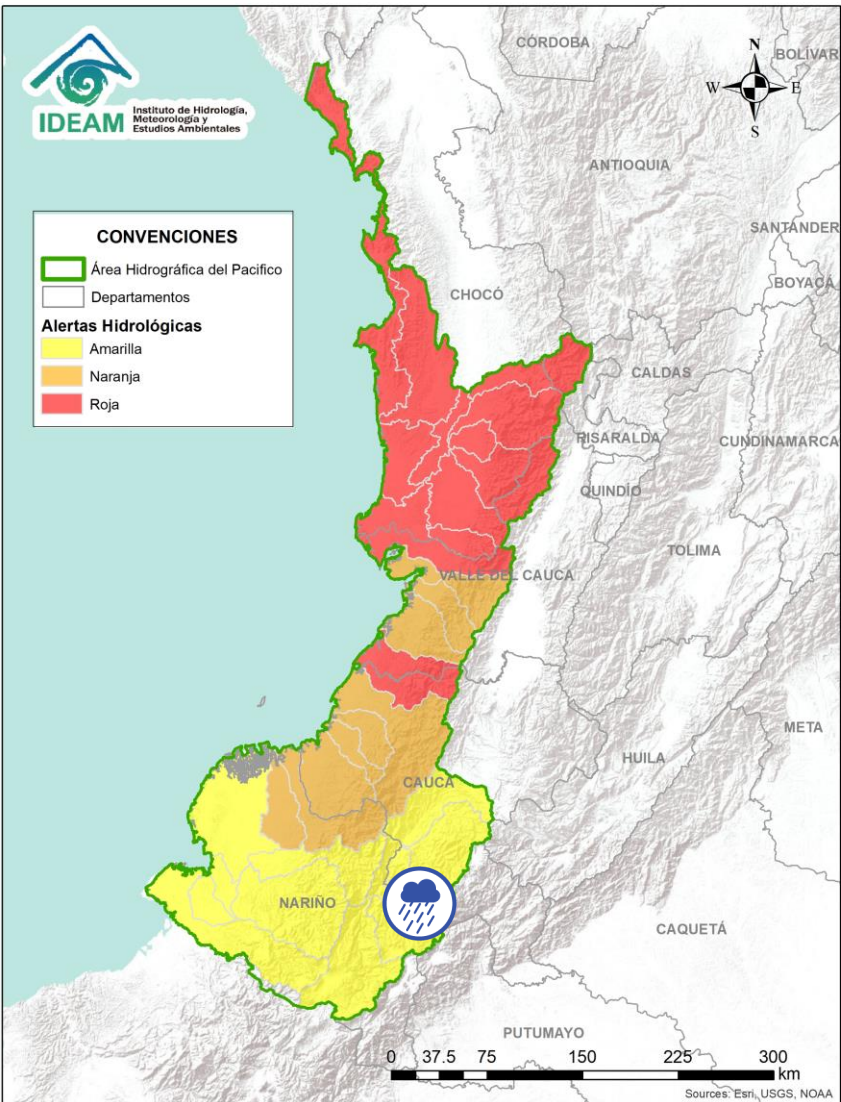 IDEAM
Instituto de Hidrología,
Meteorología y
Estudios Ambientales
N
W
E
S
CÓRDOBA
BOLÍVAR
ANTIOQUIA
SANTANDER
BOYACÁ
CHOCÓ
CALDAS
RISARALDA
CUNDINAMARCA
QUINDÍO
TOLIMA
VALLE DEL CAUCA
META
HUILA
CAUCA
NARIÑO
CAQUETÁ
PUTUMAYO
CONVENCIONES
Área Hidrográfica del Pacifico
Departamentos
Alertas Hidrológicas
Amarilla
Naranja
Roja
0 37.5 75 150 225 300
km
Sources: Esri, USGS, NOAA